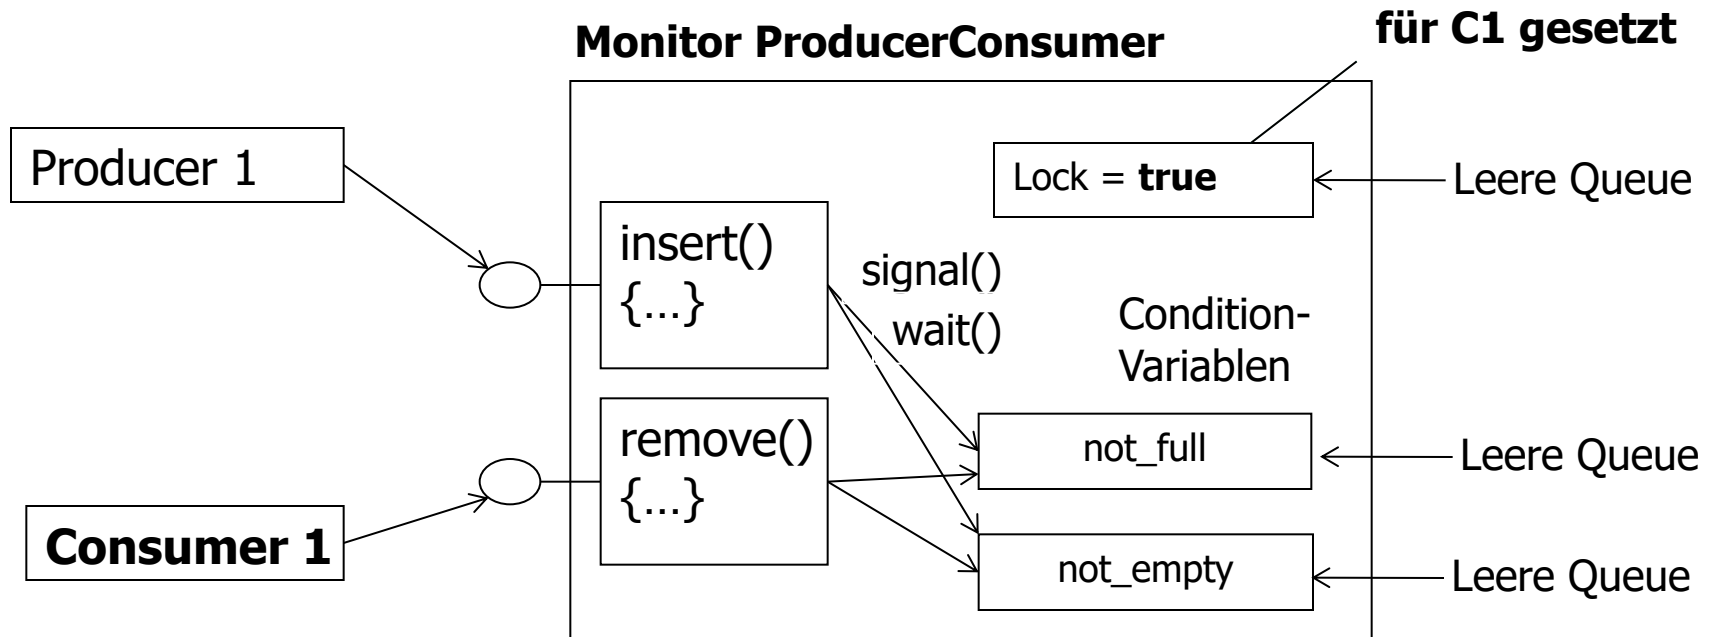 für C1 gesetzt
Monitor ProducerConsumer
Producer 1
Lock = true
Leere Queue
insert()
{...}
signal()
wait()
Condition-
Variablen
remove()
{...}
not_full
Leere Queue
Consumer 1
not_empty
Leere Queue